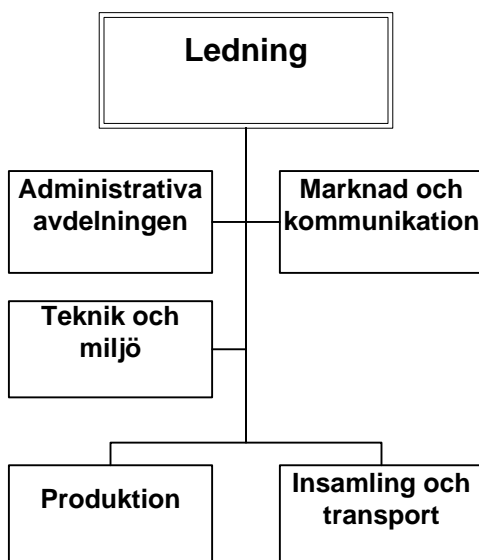 Ledning
Administrativa
avdelningen
Marknad och
kommunikation
Teknik och
miljö
Produktion
Insamling och
transport